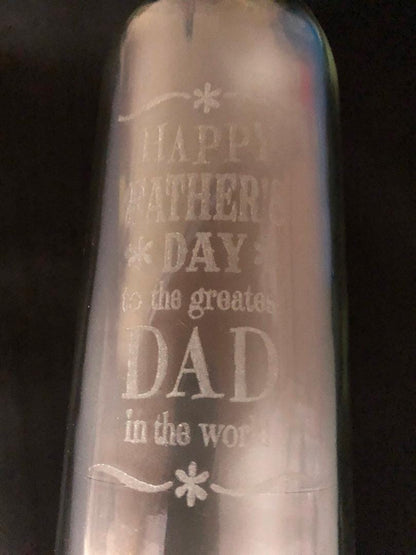 HAPPY
FATHER'S
DAY
to the greatest
DAD
in the world